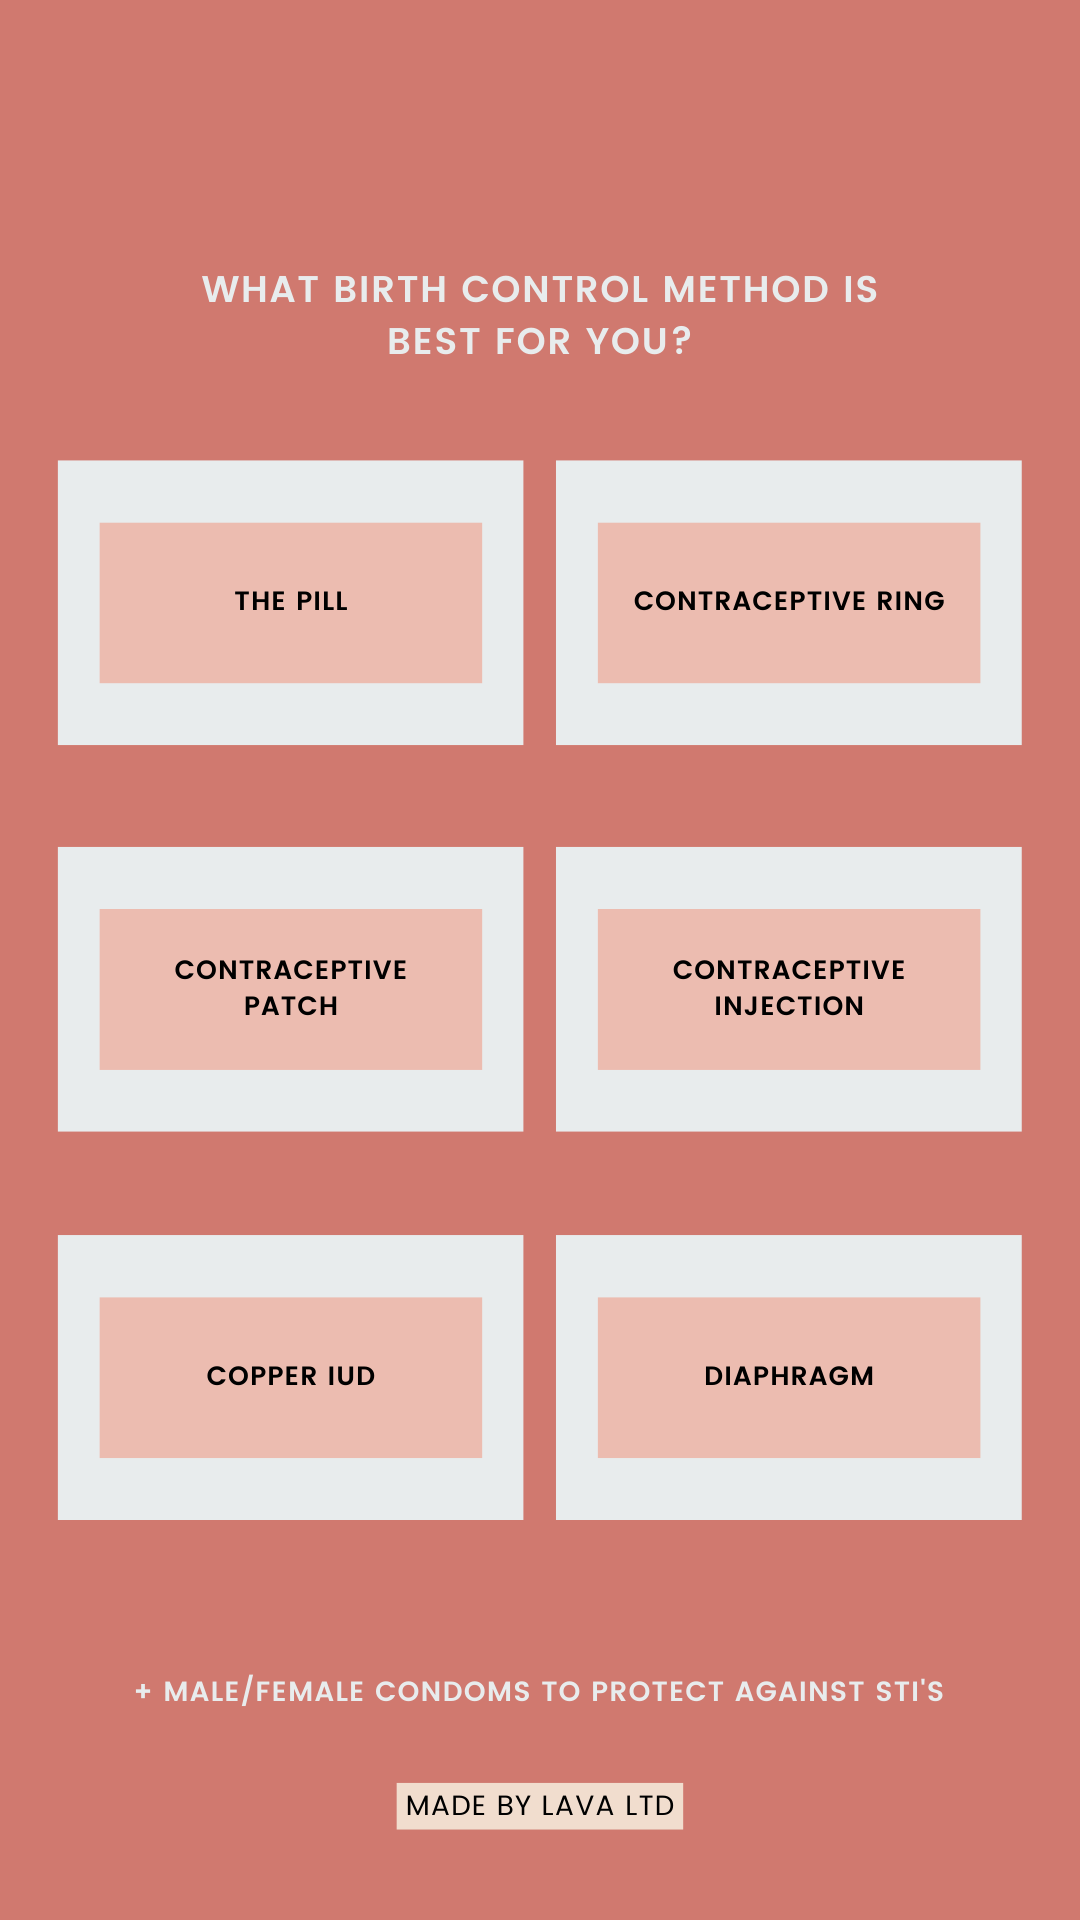 WHAT BIRTH CONTROL METHOD IS
BEST FOR YOU?
THE PILL
CONTRACEPTIVE RING
CONTRACEPTIVE
PATCH
CONTRACEPTIVE
INJECTION
COPPER IUD
DIAPHRAGM
+ MALE/FEMALE CONDOMS TO PROTECT AGAINST STI'S
MADE BY LAVA LTD